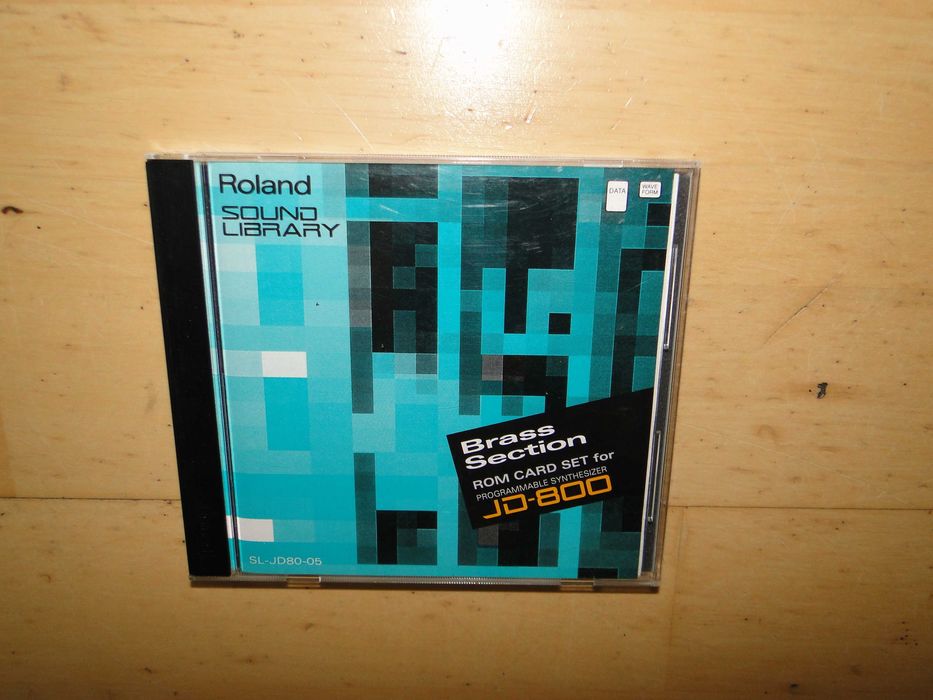 Roland
SOUND
LIBRARY
DATA
WAVE
FORM
Brass
Section
ROM CARD SET for
PROGRAMMABLE SYNTHESIZER
JD-800
SL-JD80-05